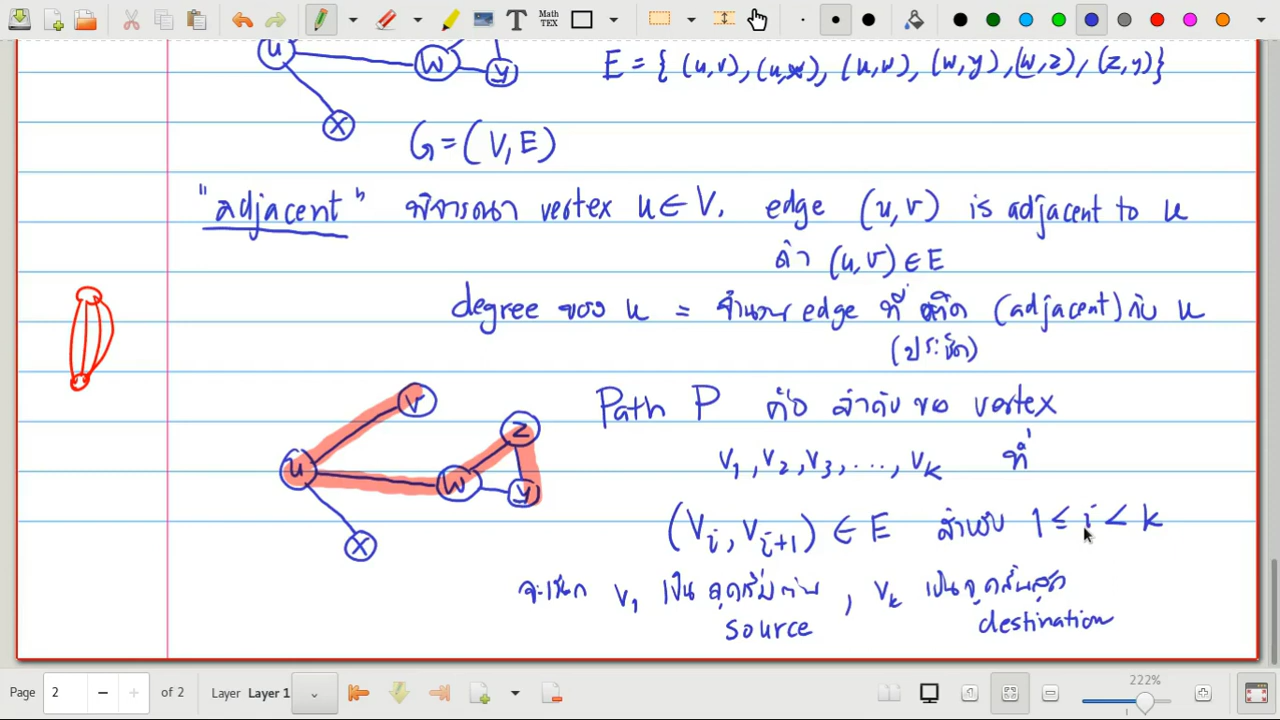 Math
TEX
u w y
E = { (u,v), (u,x), (u,w), (w,y), (w,z), (z,y)}
x
G=(V,E)
"adjacent" พิจารณา vertex u ∈ V. edge (u,v) is adjacent to u
ถ้า (u,v) ∈ E
degree ของ u = จำนวน edge ที่ติด (adjacent) กับ u
(ประชิด)
v
z
u w y
x
Path P คือ ลำดับของ vertex
v1, v2, v3, ..., vk ที่
(vi, vi+1) ∈ E สำหรับ 1 ≤ i < k
จะเรียก v1 เป็นจุดเริ่มต้น, vk เป็นจุดสิ้นสุด
source destination
Page 2 of 2 Layer Layer 1 222%